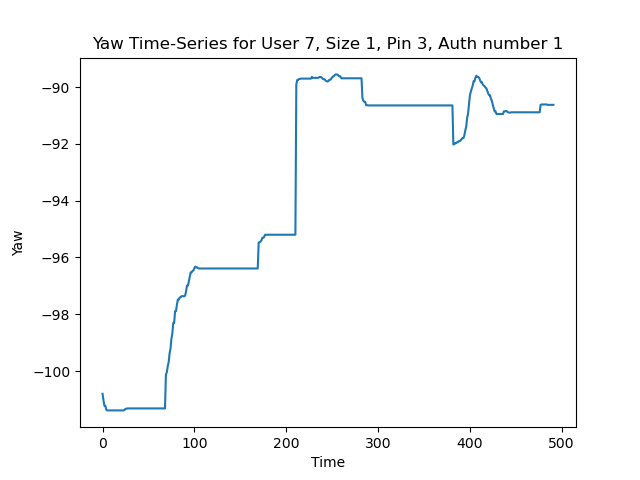 Yaw Time-Series for User 7, Size 1, Pin 3, Auth number 1
Yaw
−90
−92
−94
−96
−98
−100
0 100 200 300 400 500
Time